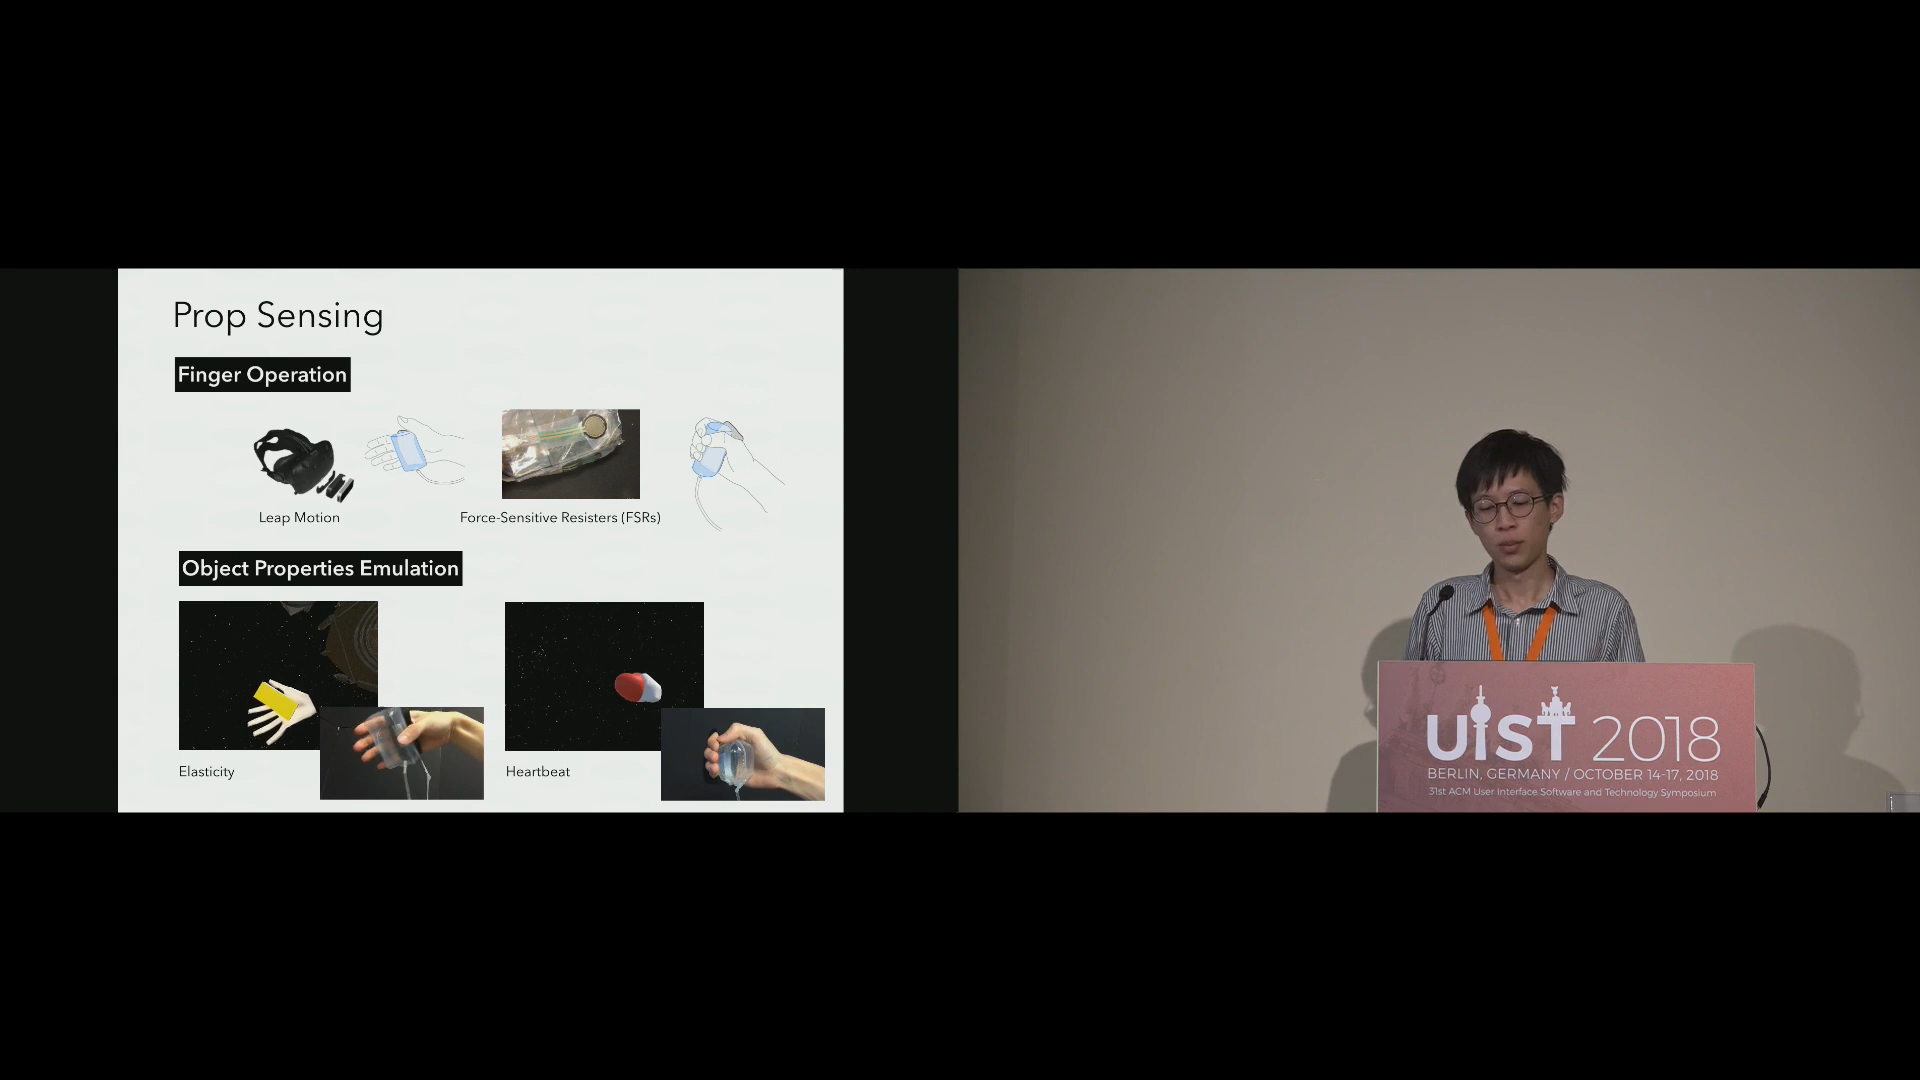 Prop Sensing
Finger Operation
Leap Motion
Force-Sensitive Resisters (FSRs)
Object Properties Emulation
Elasticity
Heartbeat
UIST 2018
BERLIN, GERMANY / OCTOBER 14-17, 2018
31st ACM User Interface Software and Technology Symposium